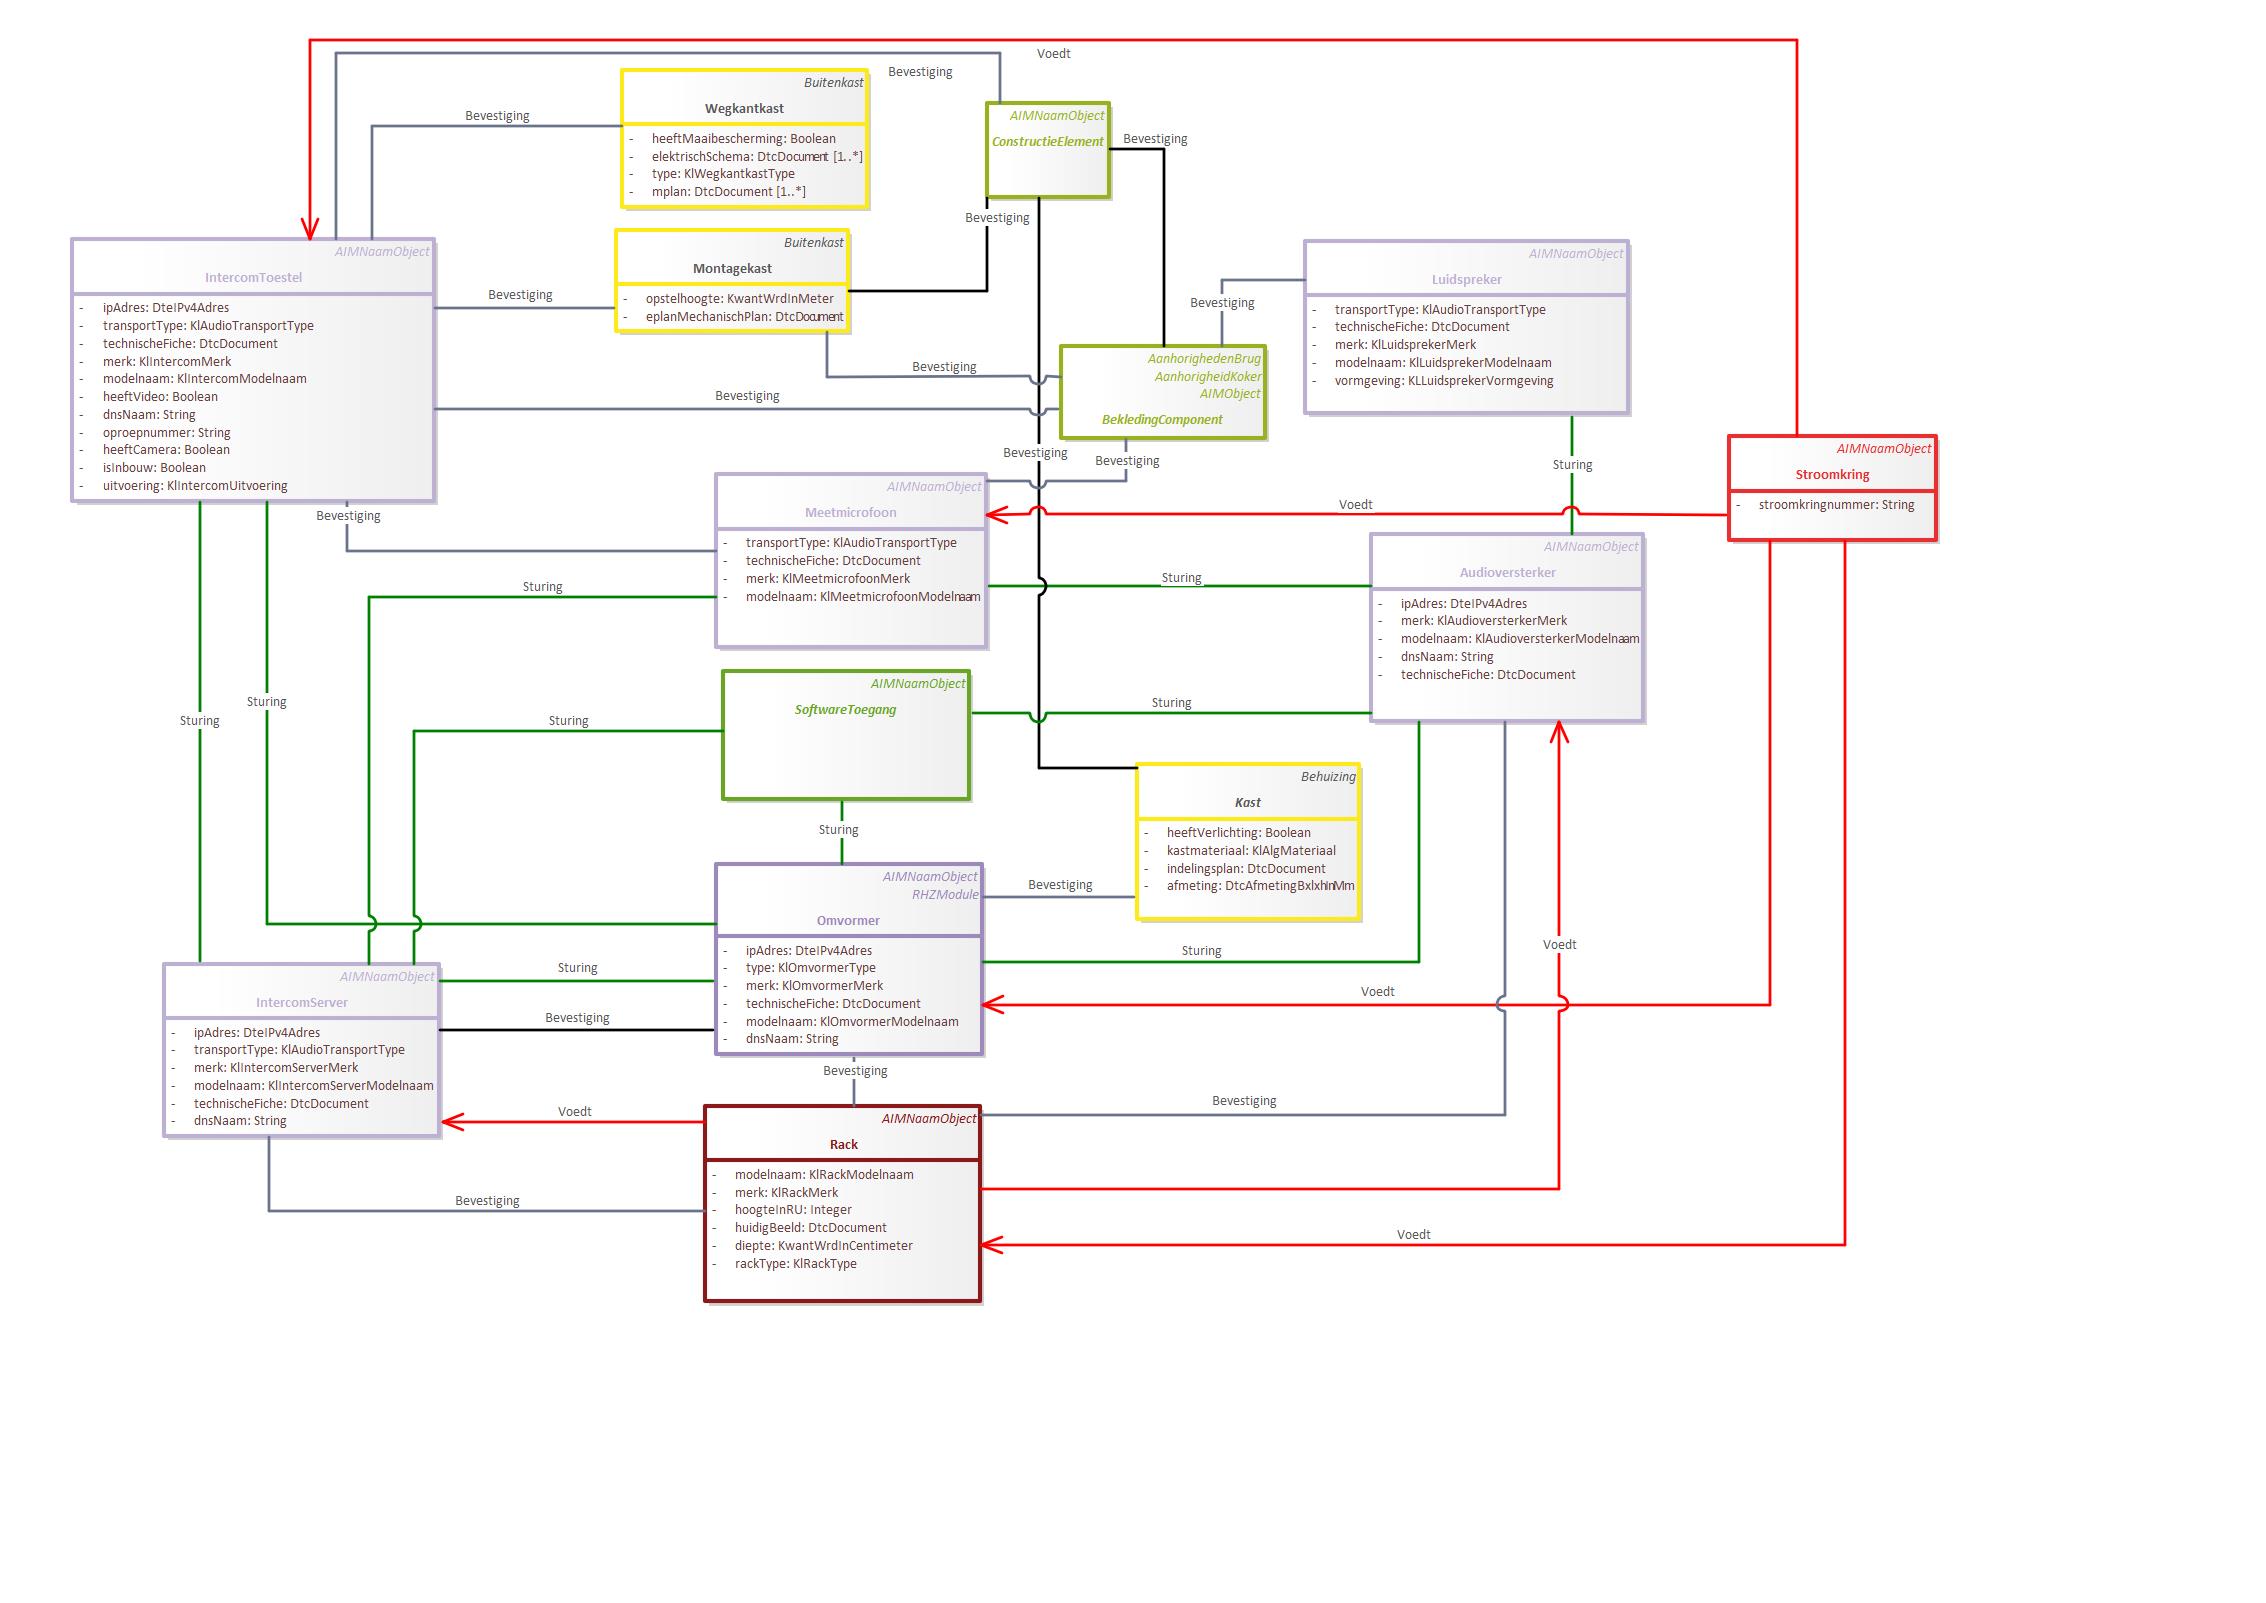 Voedt
Bevestiging
Buitenkast
Wegkantkast
- heeftMaaibescherming: Boolean
- elektrischSchema: DtcDocument [1..*]
- type: KlWegkantkastType
- mplan: DtcDocument [1..*]
Bevestiging
AIMNaamObject
ConstructieElement
Bevestiging
Bevestiging
Buitenkast
Montagekast
- opstelhoogte: KwantWrdInMeter
- eplanMechanischPlan: DtcDocument
AIMNaamObject
IntercomToestel
- ipAdres: DteIPv4Adres
- transportType: KlAudioTransportType
- technischeFiche: DtcDocument
- merk: KlIntercomMerk
- modelnaam: KlIntercomModelnaam
- heeftVideo: Boolean
- dnsNaam: String
- oproepnummer: String
- heeftCamera: Boolean
- isInbouw: Boolean
- uitvoering: KlIntercomUitvoering
Bevestiging
Bevestiging
Bevestiging
Bevestiging
AIMNaamObject
Luidspreker
- transportType: KlAudioTransportType
- technischeFiche: DtcDocument
- merk: KlLuidsprekerMerk
- modelnaam: KlLuidsprekerModelnaam
- vormgeving: KLLuidsprekerVormgeving
AanhorighedenBrug
AanhorigheidKoker
AIMObject
BekledingComponent
Bevestiging
Bevestiging
Sturing
AIMNaamObject
Stroomkring
- stroomkringnummer: String
Voedt
Bevestiging
AIMNaamObject
Meetmicrofoon
- transportType: KlAudioTransportType
- technischeFiche: DtcDocument
- merk: KlMeetmicrofoonMerk
- modelnaam: KlMeetmicrofoonModelnaam
Sturing
Sturing
AIMNaamObject
Audioversterker
- ipAdres: DteIPv4Adres
- merk: KlAudioversterkerMerk
- modelnaam: KlAudioversterkerModelnaam
- dnsNaam: String
- technischeFiche: DtcDocument
AIMNaamObject
SoftwareToegang
Sturing
Sturing
Sturing
Sturing
Sturing
Behuizing
Kast
- heeftVerlichting: Boolean
- kastmateriaal: KlAlgMateriaal
- indelingsplan: DtcDocument
- afmeting: DtcAfmetingBxlxhInMm
AIMNaamObject
RHZModule
Omvormer
- ipAdres: DteIPv4Adres
- type: KlOmvormerType
- merk: KlOmvormerMerk
- technischeFiche: DtcDocument
- modelnaam: KlOmvormerModelnaam
- dnsNaam: String
Bevestiging
Sturing
Voedt
Voedt
Sturing
Bevestiging
AIMNaamObject
IntercomServer
- ipAdres: DteIPv4Adres
- transportType: KlAudioTransportType
- merk: KlIntercomServerMerk
- modelnaam: KlIntercomServerModelnaam
- technischeFiche: DtcDocument
- dnsNaam: String
Bevestiging
Voedt
Bevestiging
AIMNaamObject
Rack
- modelnaam: KlRackModelnaam
- merk: KlRackMerk
- hoogteInRU: Integer
- huidigBeeld: DtcDocument
- diepte: KwantWrdInCentimeter
- rackType: KlRackType
Bevestiging
Voedt